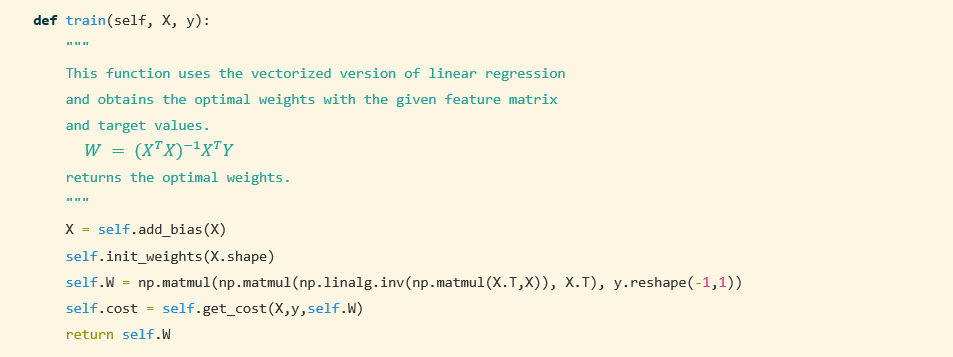 def train(self, X, y):
    """
    This function uses the vectorized version of linear regression
    and obtains the optimal weights with the given feature matrix
    and target values.
      W = (XᵀX)⁻¹XᵀY
    returns the optimal weights.
    """
    X = self.add_bias(X)
    self.init_weights(X.shape)
    self.W = np.matmul(np.matmul(np.linalg.inv(np.matmul(X.T,X)), X.T), y.reshape(-1,1))
    self.cost = self.get_cost(X,y,self.W)
    return self.W